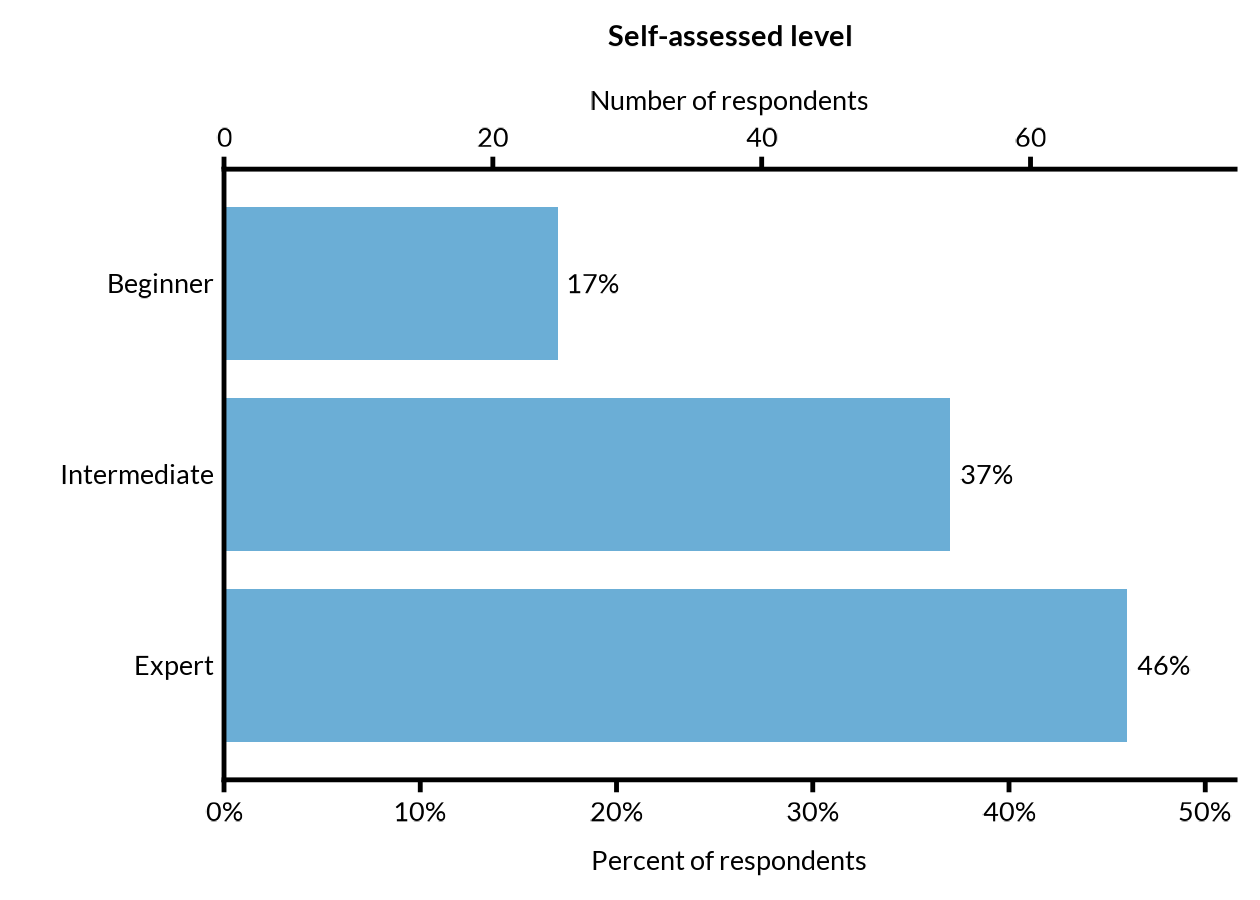 Self-assessed level
Number of respondents
0 20 40 60
Beginner 17%
Intermediate 37%
Expert 46%
0% 10% 20% 30% 40% 50%
Percent of respondents